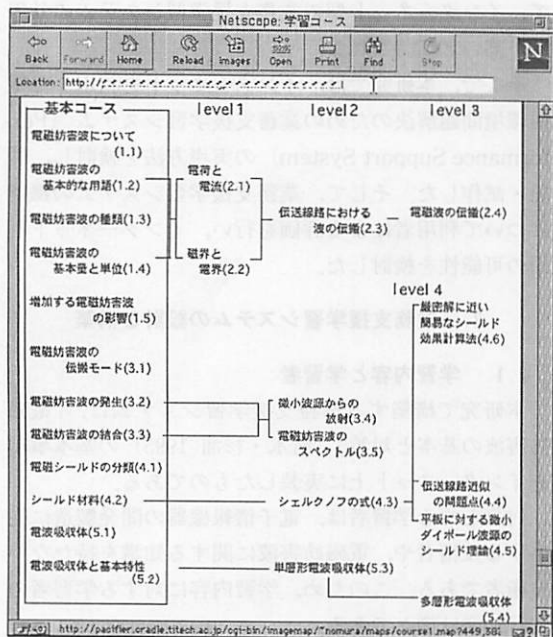 Netscape: 学習コース
Back Forward Home Reload Images Open Print Find Stop
N
Location: http://
基本コース level 1 level2 level 3
電磁妨害波について
(1.1)
電磁妨害波の
基本的な用語(1.2)
電荷と
電流(2.1)
電磁妨害波の種類(1.3)
伝送線路における
波の伝搬(2.3)
電磁波の伝搬(2.4)
電磁妨害波の
基本量と単位(1.4)
磁界と
電界(2.2)
level 4
増加する電磁妨害波
の影響(1.5)
厳密解に近い
簡易なシールド
効果計算法(4.6)
電磁妨害波の
伝搬モード(3.1)
電磁妨害波の発生(3.2)
微小波源からの
放射(3.4)
電磁妨害波の結合(3.3)
電磁妨害波の
スペクトル(3.5)
電磁シールドの分類(4.1)
シールド材料(4.2)
シェルクノフの式(4.3)
伝送線路近似
の問題点(4.4)
平板に対する微小
ダイポール波源の
シールド理論(4.5)
電波吸収体(5.1)
電波吸収体と基本特性
(5.2)
単層形電波吸収体(5.3)
多層形電波吸収体
(5.4)
http://pacifier.cradle.titech.ac.jp/cgi-bin/imagemap/~nomura/maps/course1.map?449,36